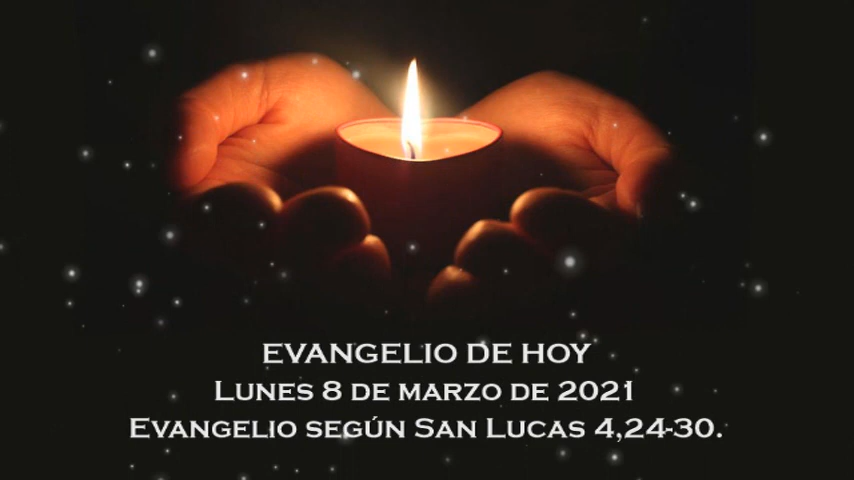 EVANGELIO DE HOY
LUNES 8 DE MARZO DE 2021
EVANGELIO SEGÚN SAN LUCAS 4,24-30.